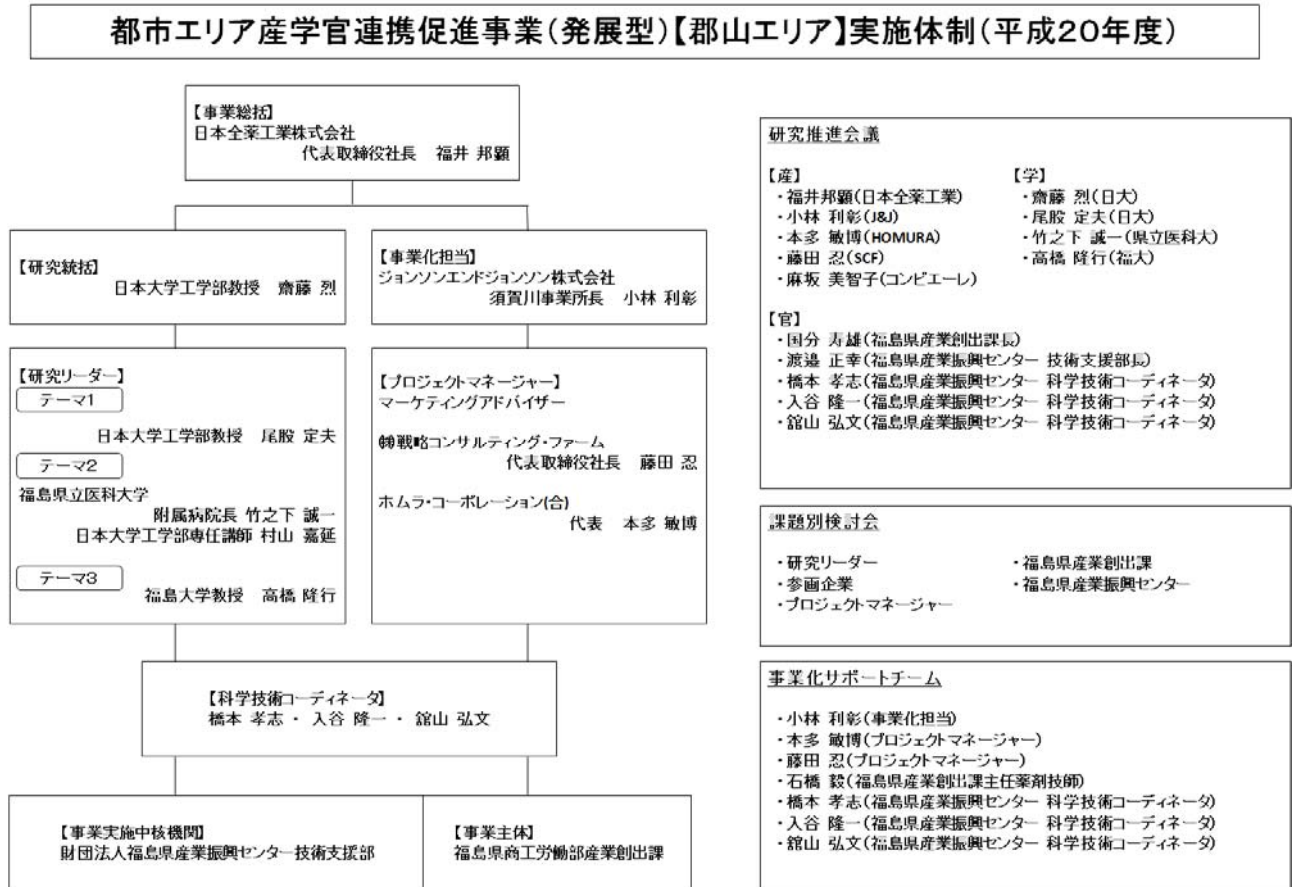 都市エリア産学官連携促進事業(発展型)【郡山エリア】実施体制(平成20年度)
【事業総括】
日本全薬工業株式会社
代表取締役社長　福井 邦顕
【研究統括】
日本大学工学部教授　齋藤 烈
【事業化担当】
ジョンソンエンドジョンソン株式会社
須賀川事業所長　小林 利彰
【研究リーダー】
テーマ1
日本大学工学部教授　尾股 定夫
テーマ2
福島県立医科大学
附属病院長 竹之下 誠一
日本大学工学部専任講師 村山 嘉延
テーマ3
福島大学教授　高橋 隆行
【プロジェクトマネージャー】
マーケティングアドバイザー
㈱戦略コンサルティング・ファーム
代表取締役社長　藤田 忍
ホムラ・コーポレーション(合)
代表　本多 敏博
【科学技術コーディネータ】
橋本 孝志 ・ 入谷 隆一 ・ 舘山 弘文
【事業実施中核機関】
財団法人福島県産業振興センター技術支援部
【事業主体】
福島県商工労働部産業創出課
研究推進会議
【産】
・福井邦顕(日本全薬工業)
・小林 利彰(J&J)
・本多 敏博(HOMURA)
・藤田 忍(SCF)
・麻坂 美智子(コンビエーレ)
【学】
・齋藤 烈(日大)
・尾股 定夫(日大)
・竹之下 誠一(県立医科大)
・高橋 隆行(福大)
【官】
・国分 寿雄(福島県産業創出課長)
・渡邉 正幸(福島県産業振興センター 技術支援部長)
・橋本 孝志(福島県産業振興センター 科学技術コーディネータ)
・入谷 隆一(福島県産業振興センター 科学技術コーディネータ)
・舘山 弘文(福島県産業振興センター 科学技術コーディネータ)
課題別検討会
・研究リーダー
・参画企業
・プロジェクトマネージャー
・福島県産業創出課
・福島県産業振興センター
事業化サポートチーム
・小林 利彰(事業化担当)
・本多 敏博(プロジェクトマネージャー)
・藤田 忍(プロジェクトマネージャー)
・石橋 毅(福島県産業創出課主任薬剤技師)
・橋本 孝志(福島県産業振興センター 科学技術コーディネータ)
・入谷 隆一(福島県産業振興センター 科学技術コーディネータ)
・舘山 弘文(福島県産業振興センター 科学技術コーディネータ)